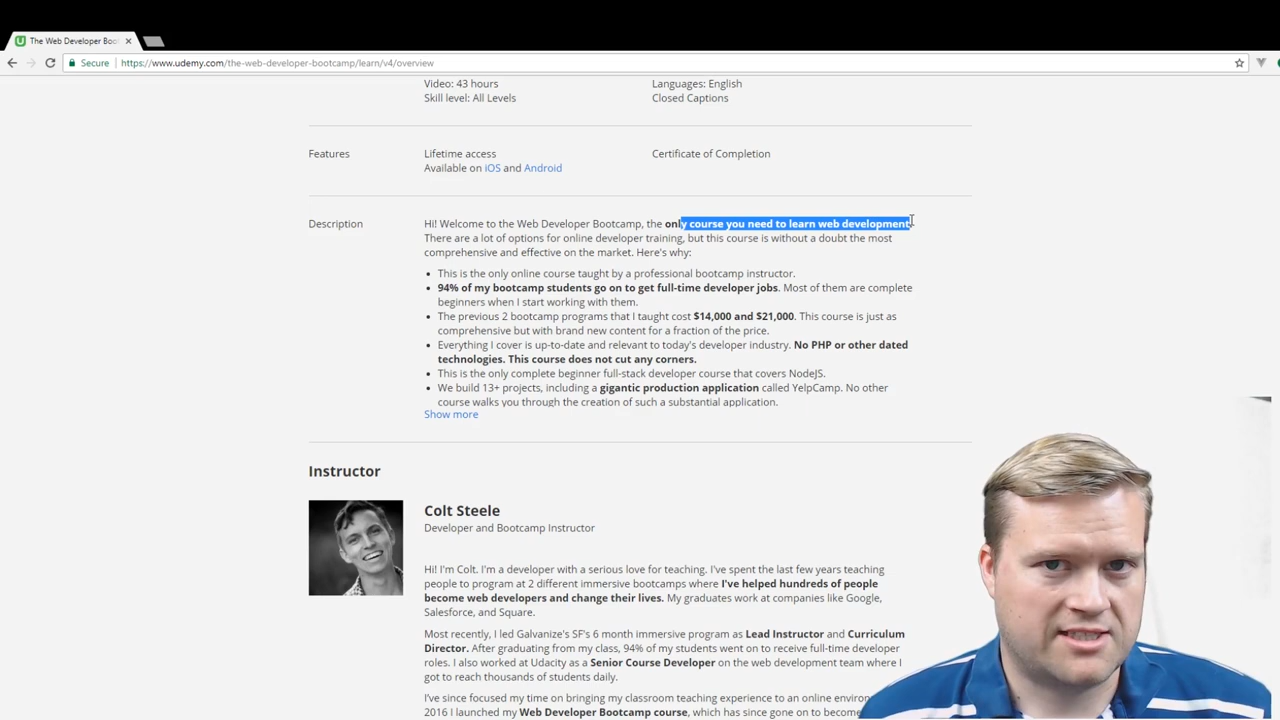 The Web Developer Boo
Secure
https://www.udemy.com/the-web-developer-bootcamp/learn/v4/overview
Video: 43 hours
Languages: English
Skill level: All Levels
Closed Captions
Features
Lifetime access
Certificate of Completion
Available on iOS and Android
Description
Hi! Welcome to the Web Developer Bootcamp, the only course you need to learn web development.
There are a lot of options for online developer training, but this course is without a doubt the most
comprehensive and effective on the market. Here's why:
• This is the only online course taught by a professional bootcamp instructor.
• 94% of my bootcamp students go on to get full-time developer jobs. Most of them are complete
beginners when I start working with them.
• The previous 2 bootcamp programs that I taught cost $14,000 and $21,000. This course is just as
comprehensive but with brand new content for a fraction of the price.
• Everything I cover is up-to-date and relevant to today's developer industry. No PHP or other dated
technologies. This course does not cut any corners.
• This is the only complete beginner full-stack developer course that covers NodeJS.
• We build 13+ projects, including a gigantic production application called YelpCamp. No other
course walks you through the creation of such a substantial application.
Show more
Instructor
Colt Steele
Developer and Bootcamp Instructor
Hi! I'm Colt. I'm a developer with a serious love for teaching. I've spent the last few years teaching
people to program at 2 different immersive bootcamps where I've helped hundreds of people
become web developers and change their lives. My graduates work at companies like Google,
Salesforce, and Square.
Most recently, I led Galvanize's SF's 6 month immersive program as Lead Instructor and Curriculum
Director. After graduating from my class, 94% of my students went on to receive full-time developer
roles. I also worked at Udacity as a Senior Course Developer on the web development team where I
got to reach thousands of students daily.
I've since focused my time on bringing my classroom teaching experience to an online environ
2016 I launched my Web Developer Bootcamp course, which has since gone on to become